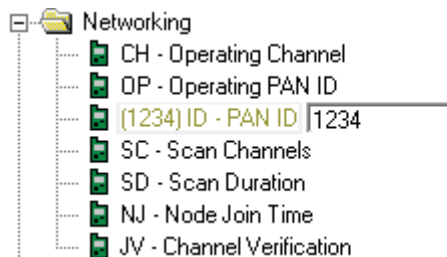 Networking
CH - Operating Channel
OP - Operating PAN ID
(1234) ID - PAN ID 1234
SC - Scan Channels
SD - Scan Duration
NJ - Node Join Time
JV - Channel Verification